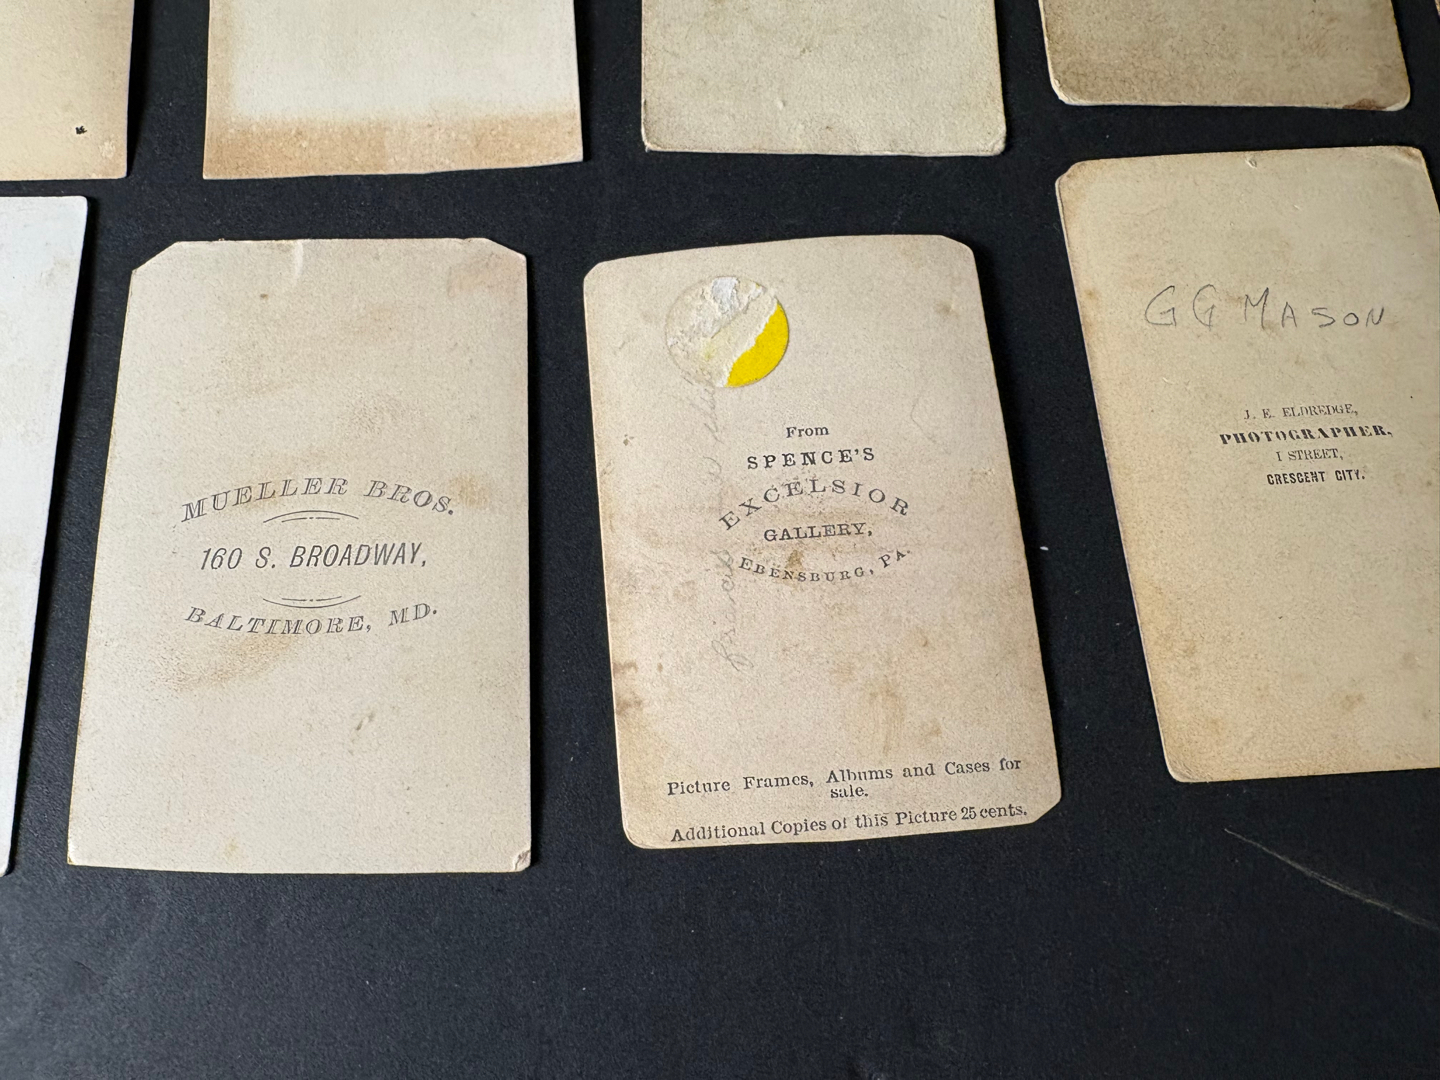 MUELLER BROS.
160 S. BROADWAY,
BALTIMORE, MD.
From
SPENCE'S
EXCELSIOR
GALLERY,
EBENSBURG, PA.
Picture Frames, Albums and Cases for
sale.
Additional Copies of this Picture 25 cents.
G G MASON
J. E. ELDREDGE,
PHOTOGRAPHER,
I STREET,
CRESCENT CITY.